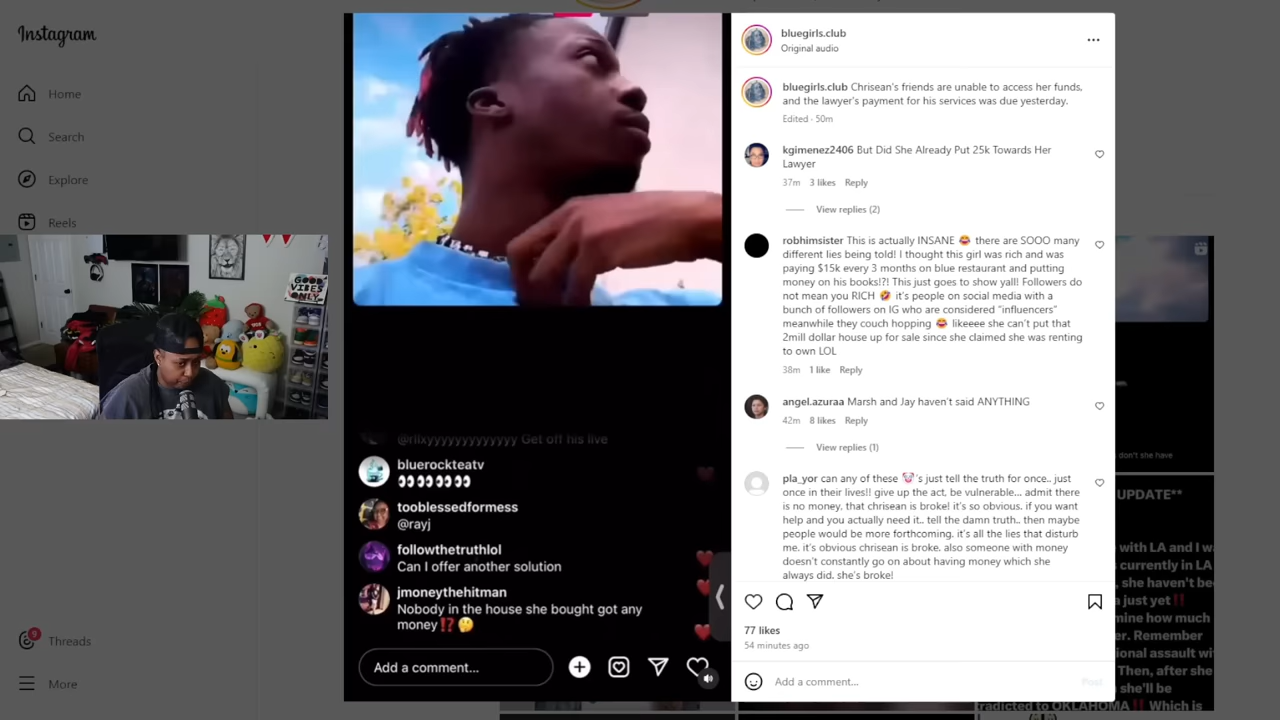 Instagram
Home
Search
Explore
Reels
9
Threads
More
GOOD
VIBES
ONLY
@rilxyyyyyyyyyyyyy Get off his live
bluerockteatv
👀👀👀👀👀👀
tooblessedformess
@rayj
followthetruthlol
Can I offer another solution
jmoneythehitman
Nobody in the house she bought got any
money⁉️🤔
Add a comment...
bluegirls.club
Original audio
bluegirls.club Chrisean's friends are unable to access her funds,
and the lawyer's payment for his services was due yesterday.
Edited · 50m
kgimenez2406 But Did She Already Put 25k Towards Her
Lawyer
37m 3 likes Reply
View replies (2)
robhimsister This is actually INSANE 😂 there are SOOO many
different lies being told! I thought this girl was rich and was
paying $15k every 3 months on blue restaurant and putting
money on his books!?! This just goes to show yall! Followers do
not mean you RICH 🤣 it's people on social media with a
bunch of followers on IG who are considered "influencers"
meanwhile they couch hopping 😂 likeeee she can't put that
2mill dollar house up for sale since she claimed she was renting
to own LOL
38m 1 like Reply
angel.azuraa Marsh and Jay haven't said ANYTHING
42m 8 likes Reply
View replies (1)
pla_yor can any of these 🤡's just tell the truth for once.. just
once in their lives!! give up the act, be vulnerable... admit there
is no money, that chrisean is broke! it's so obvious. if you want
help and you actually need it.. tell the damn truth.. then maybe
people would be more forthcoming. it's all the lies that disturb
me. it's obvious chrisean is broke. also someone with money
doesn't constantly go on about having money which she
always did. she's broke!
77 likes
54 minutes ago
Add a comment...
Post
don't she have
UPDATE**
with LA and I w
currently in LA
, she haven't be
a just yet‼️
mine how much
er. Remember
ional assault wi
Then, after she
she'll be
tradicted to OKLAHOMA‼️ Which is